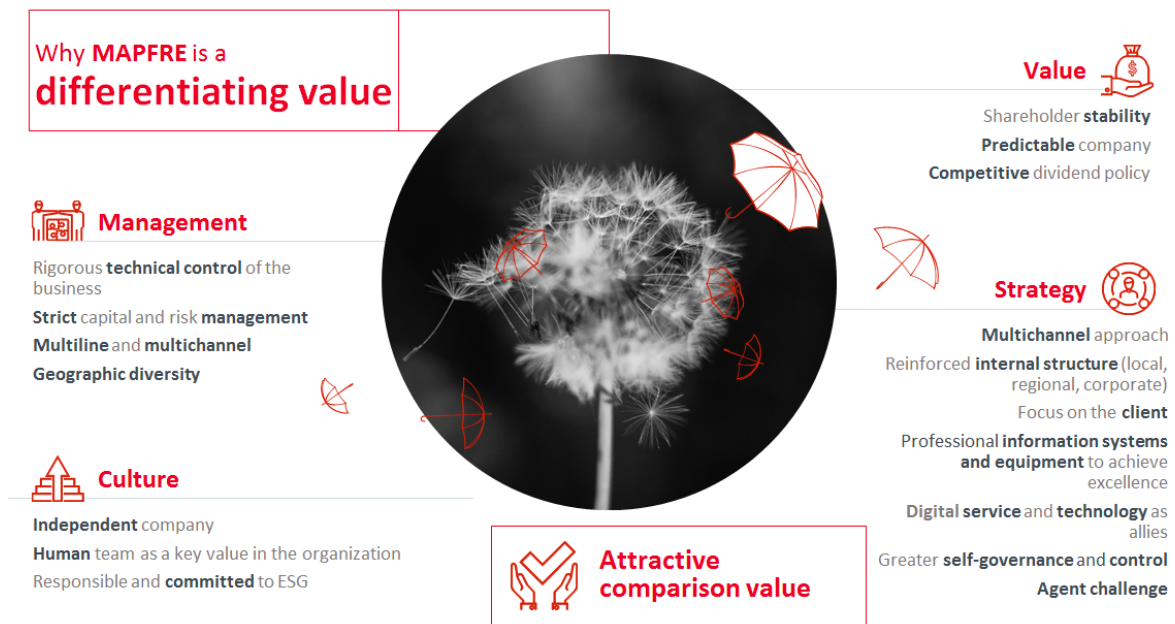 Why MAPFRE is a
differentiating value
Management
Rigorous technical control of the
business
Strict capital and risk management
Multiline and multichannel
Geographic diversity
Culture
Independent company
Human team as a key value in the organization
Responsible and committed to ESG
Value
$
Shareholder stability
Predictable company
Competitive dividend policy
Strategy
Multichannel approach
Reinforced internal structure (local,
regional, corporate)
Focus on the client
Professional information systems
and equipment to achieve
excellence
Digital service and technology as
allies
Greater self-governance and control
Agent challenge
Attractive
comparison value